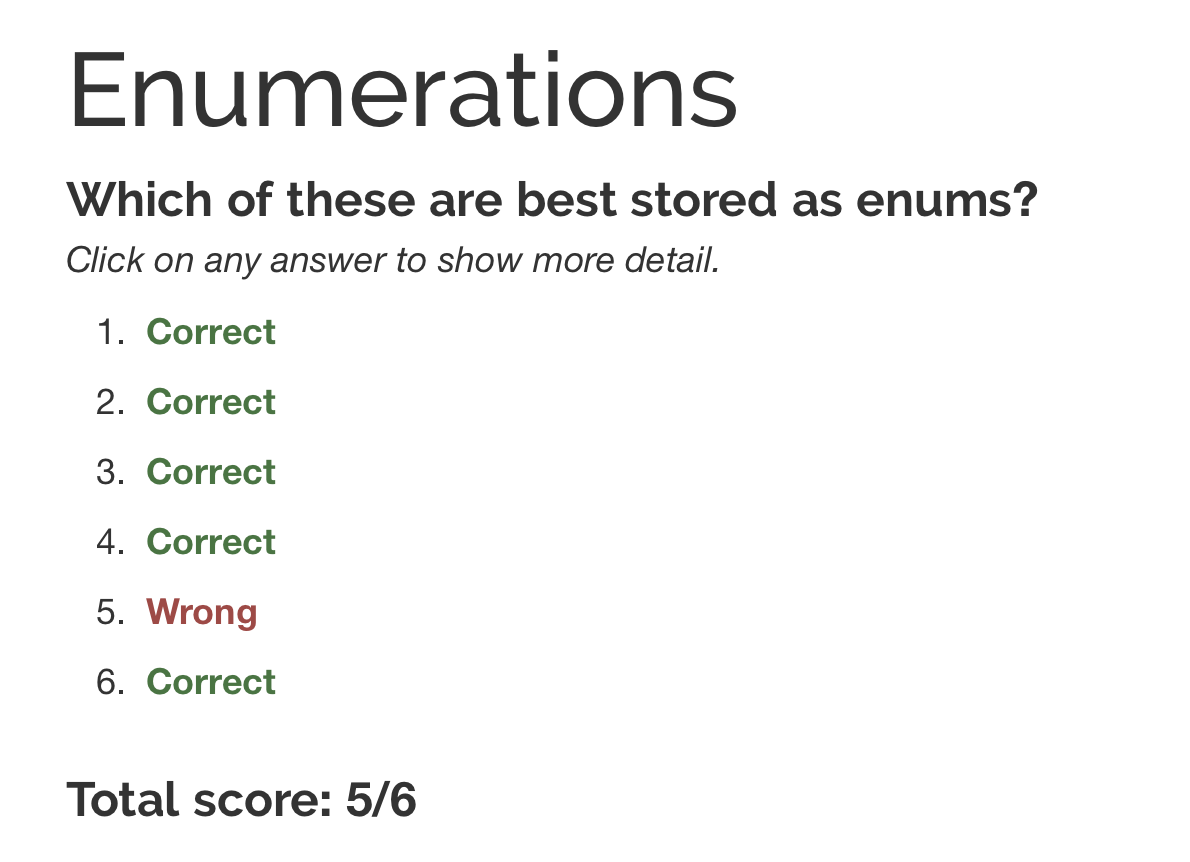 Enumerations
Which of these are best stored as enums?
Click on any answer to show more detail.
1. Correct
2. Correct
3. Correct
4. Correct
5. Wrong
6. Correct
Total score: 5/6